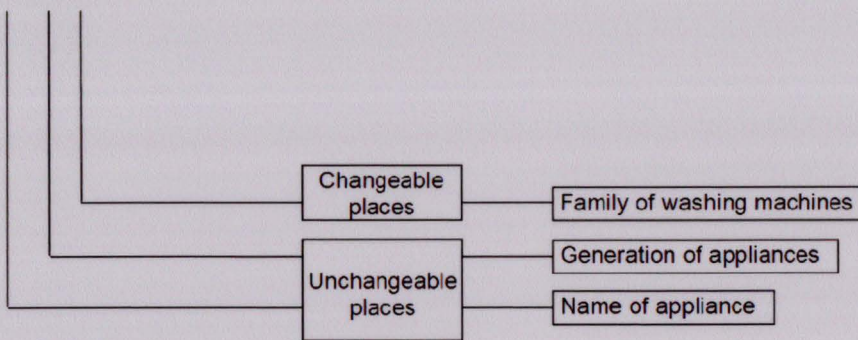 Changeable
places
Family of washing machines
Unchangeable
places
Generation of appliances
Name of appliance